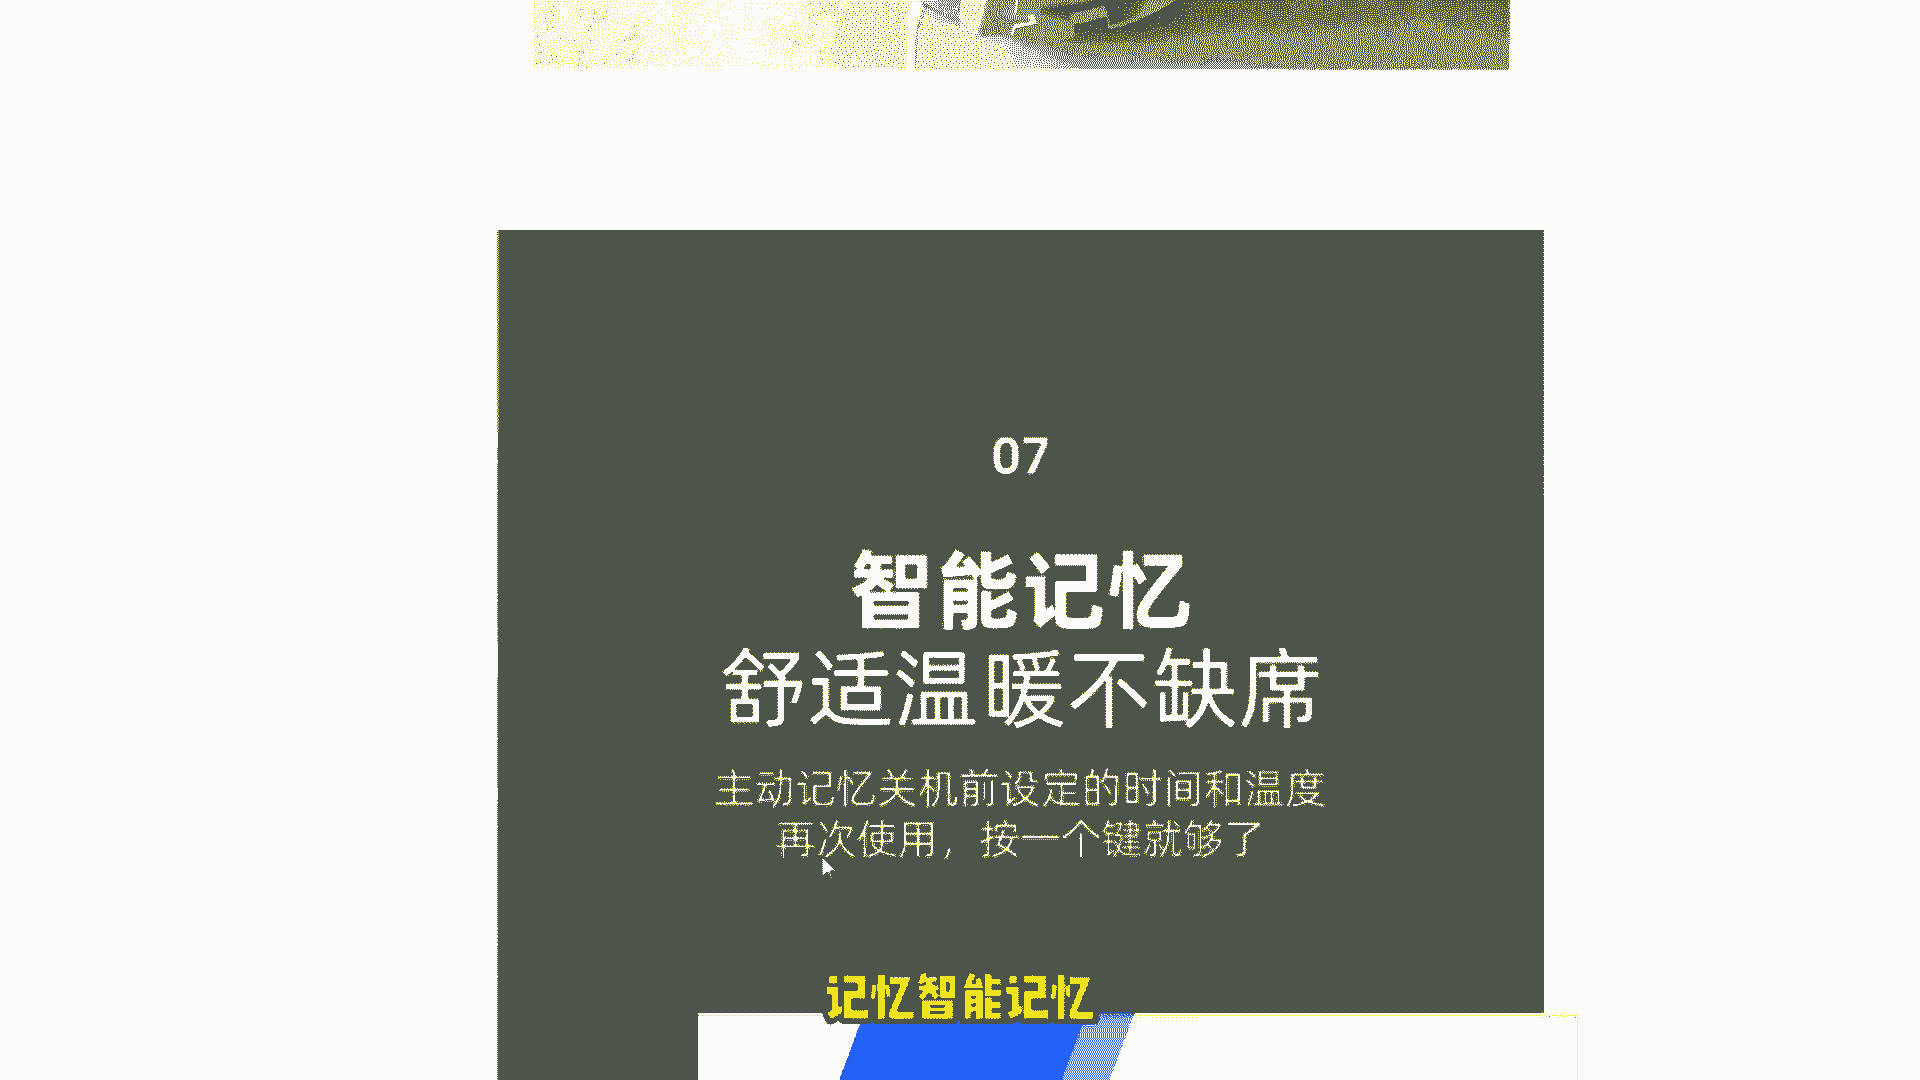 07
智能记忆
舒适温暖不缺席
主动记忆关机前设定的时间和温度
再次使用，按一个键就够了
记忆智能记忆